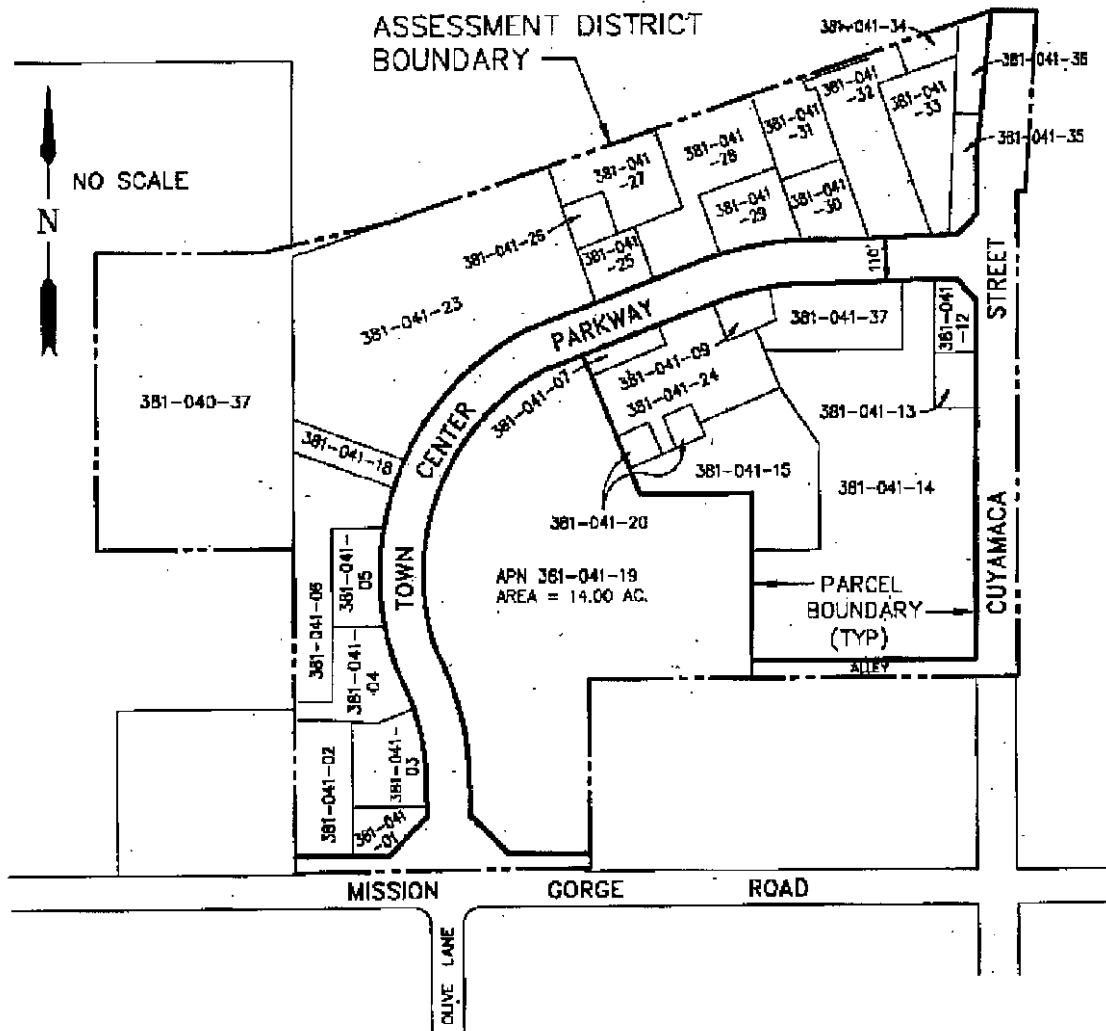 ASSESSMENT DISTRICT
BOUNDARY
381-041-34
381-041-36
381-041
-32
381-041
-33
381-041
-31
381-041-35
381-041
-28
381-041
-27
NO SCALE
N
381-041
-30
381-041
-29
381-041-26
381-041
-25
110'
STREET
381-041-23
PARKWAY
381-041-37
381-041
-12
381-041-09
381-041-07
381-041-24
381-040-37
381-041-13
381-041-18
CENTER
381-041-15
381-041-14
381-041-20
381-041-
05
TOWN
APN 381-041-19
AREA = 14.00 AC.
PARCEL
BOUNDARY
(TYP)
CUYAMACA
381-041-06
381-041-
04
ALLEY
381-041-02
381-041-
03
381-041
-01
MISSION GORGE ROAD
OLIVE LANE